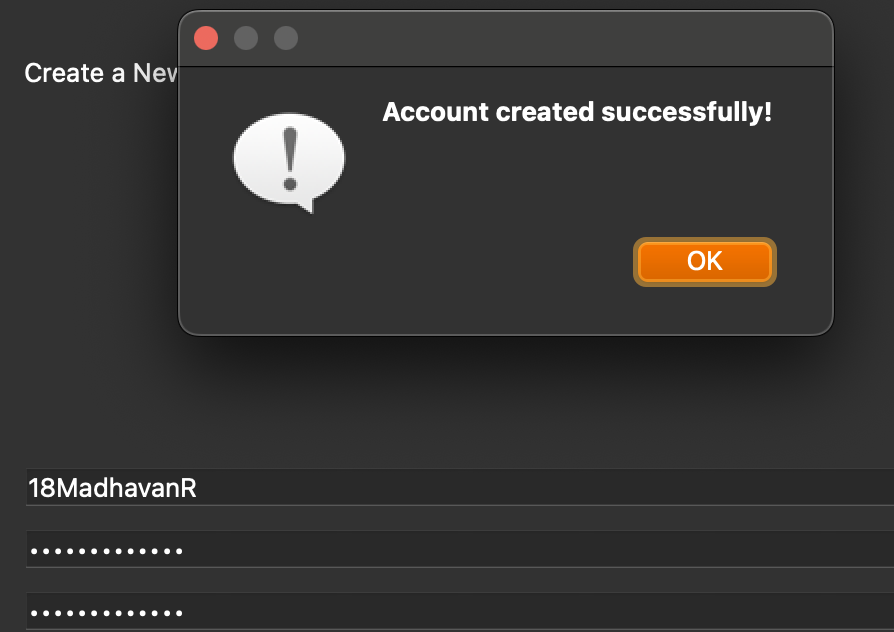 Create a New
Account created successfully!
OK
18MadhavanR
•••••••••••••
•••••••••••••